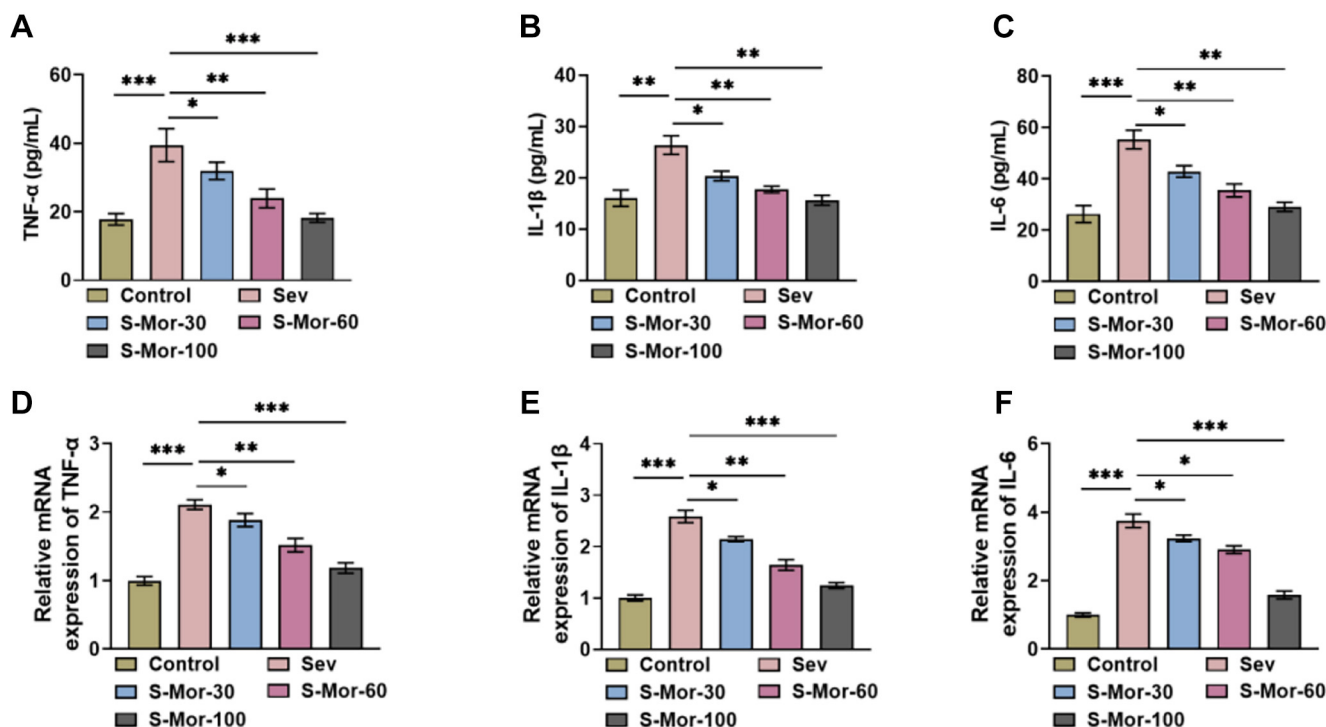 A
TNF-α (pg/mL)
60
40
20
0
***
***
**
*
Control
Sev
S-Mor-30
S-Mor-60
S-Mor-100
B
IL-1β (pg/mL)
40
30
20
10
0
**
**
**
*
Control
Sev
S-Mor-30
S-Mor-60
S-Mor-100
C
IL-6 (pg/mL)
80
60
40
20
0
**
***
**
*
Control
Sev
S-Mor-30
S-Mor-60
S-Mor-100
D
Relative mRNA
expression of TNF-α
3
2
1
0
***
***
**
*
Control
Sev
S-Mor-30
S-Mor-60
S-Mor-100
E
Relative mRNA
expression of IL-1β
4
3
2
1
0
***
***
**
*
Control
Sev
S-Mor-30
S-Mor-60
S-Mor-100
F
Relative mRNA
expression of IL-6
6
4
2
0
***
*
***
*
Control
Sev
S-Mor-30
S-Mor-60
S-Mor-100